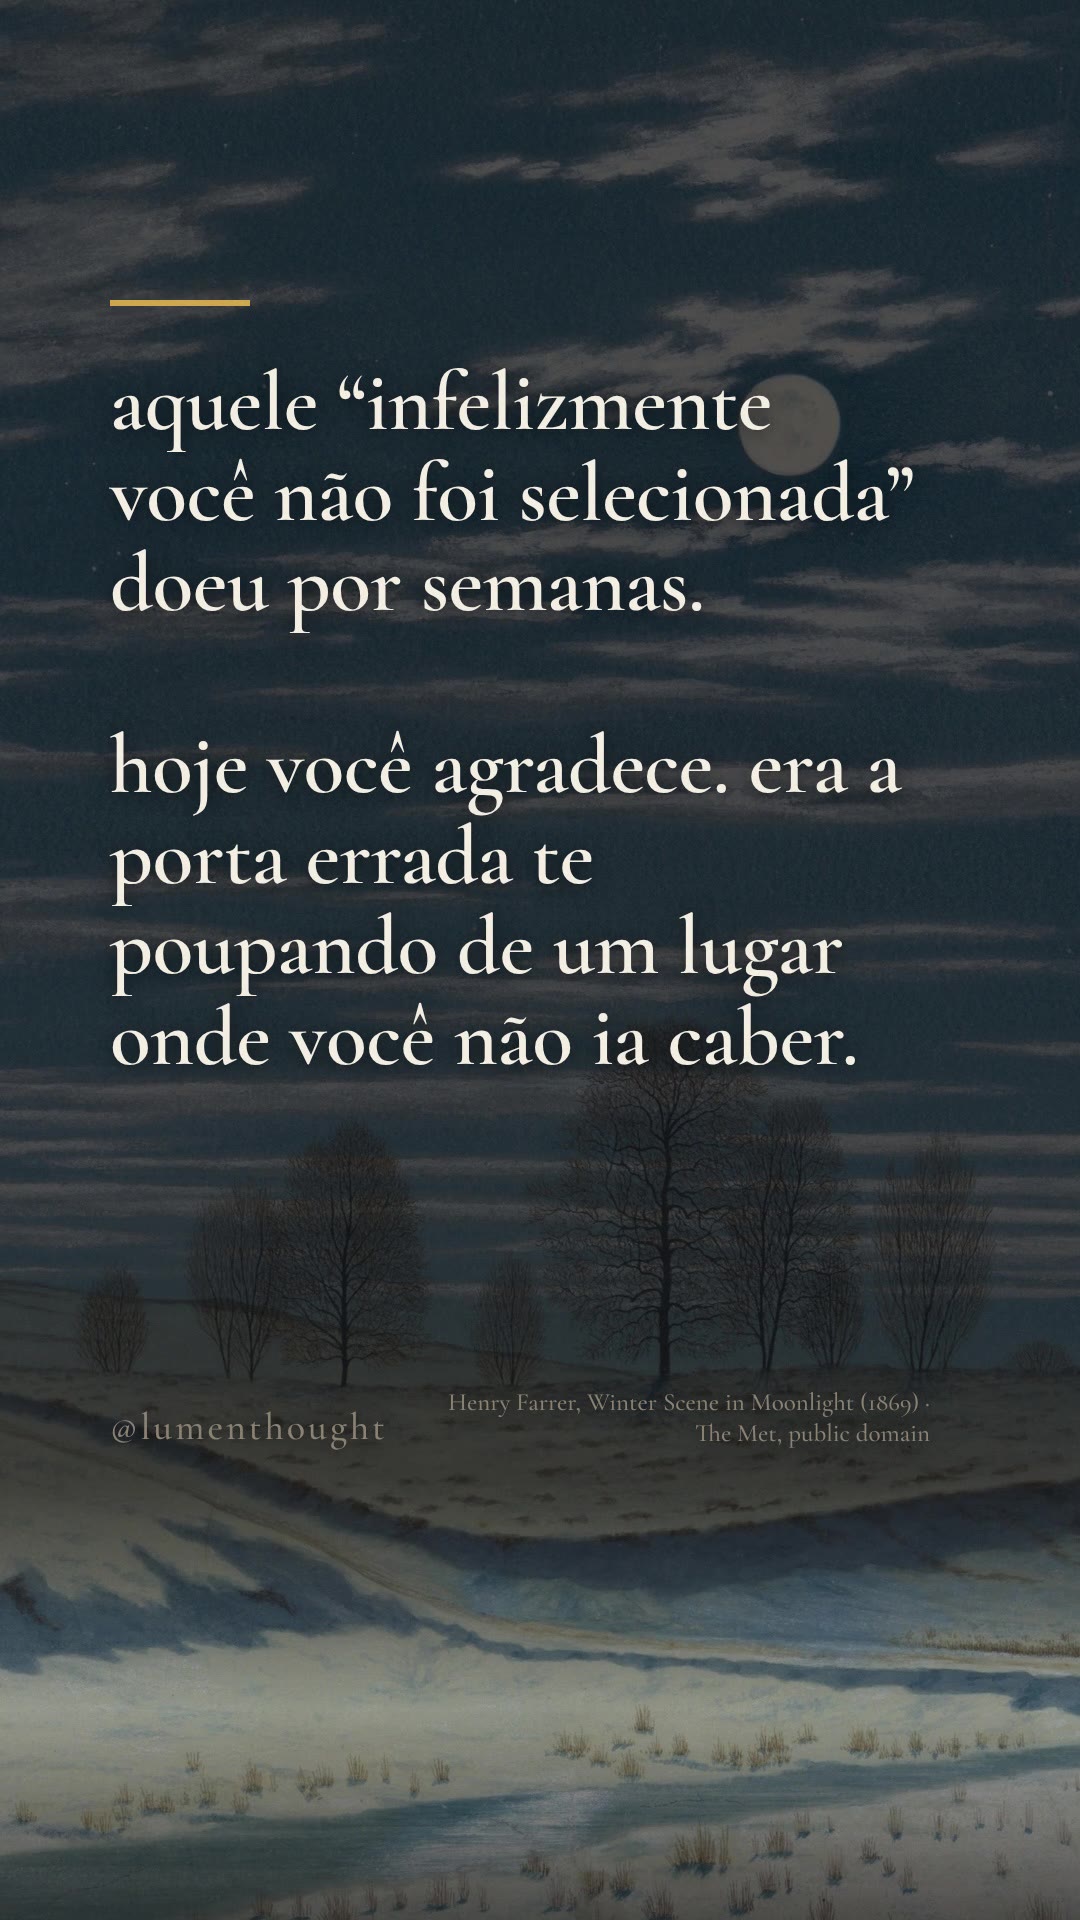 aquele “infelizmente
você não foi selecionada”
doeu por semanas.
hoje você agradece. era a
porta errada te
poupando de um lugar
onde você não ia caber.
@lumenthought
Henry Farrer, Winter Scene in Moonlight (1869) ·
The Met, public domain